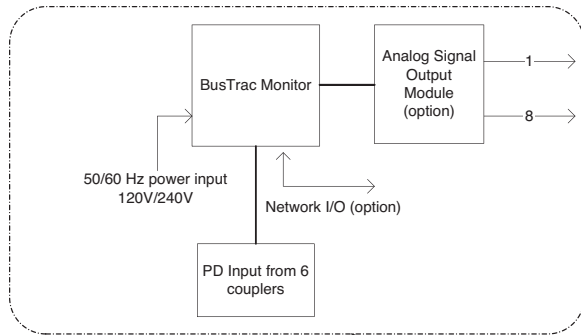 BusTrac Monitor
Analog Signal
Output
Module
(option)
1
8
50/60 Hz power input
120V/240V
Network I/O (option)
PD Input from 6
couplers